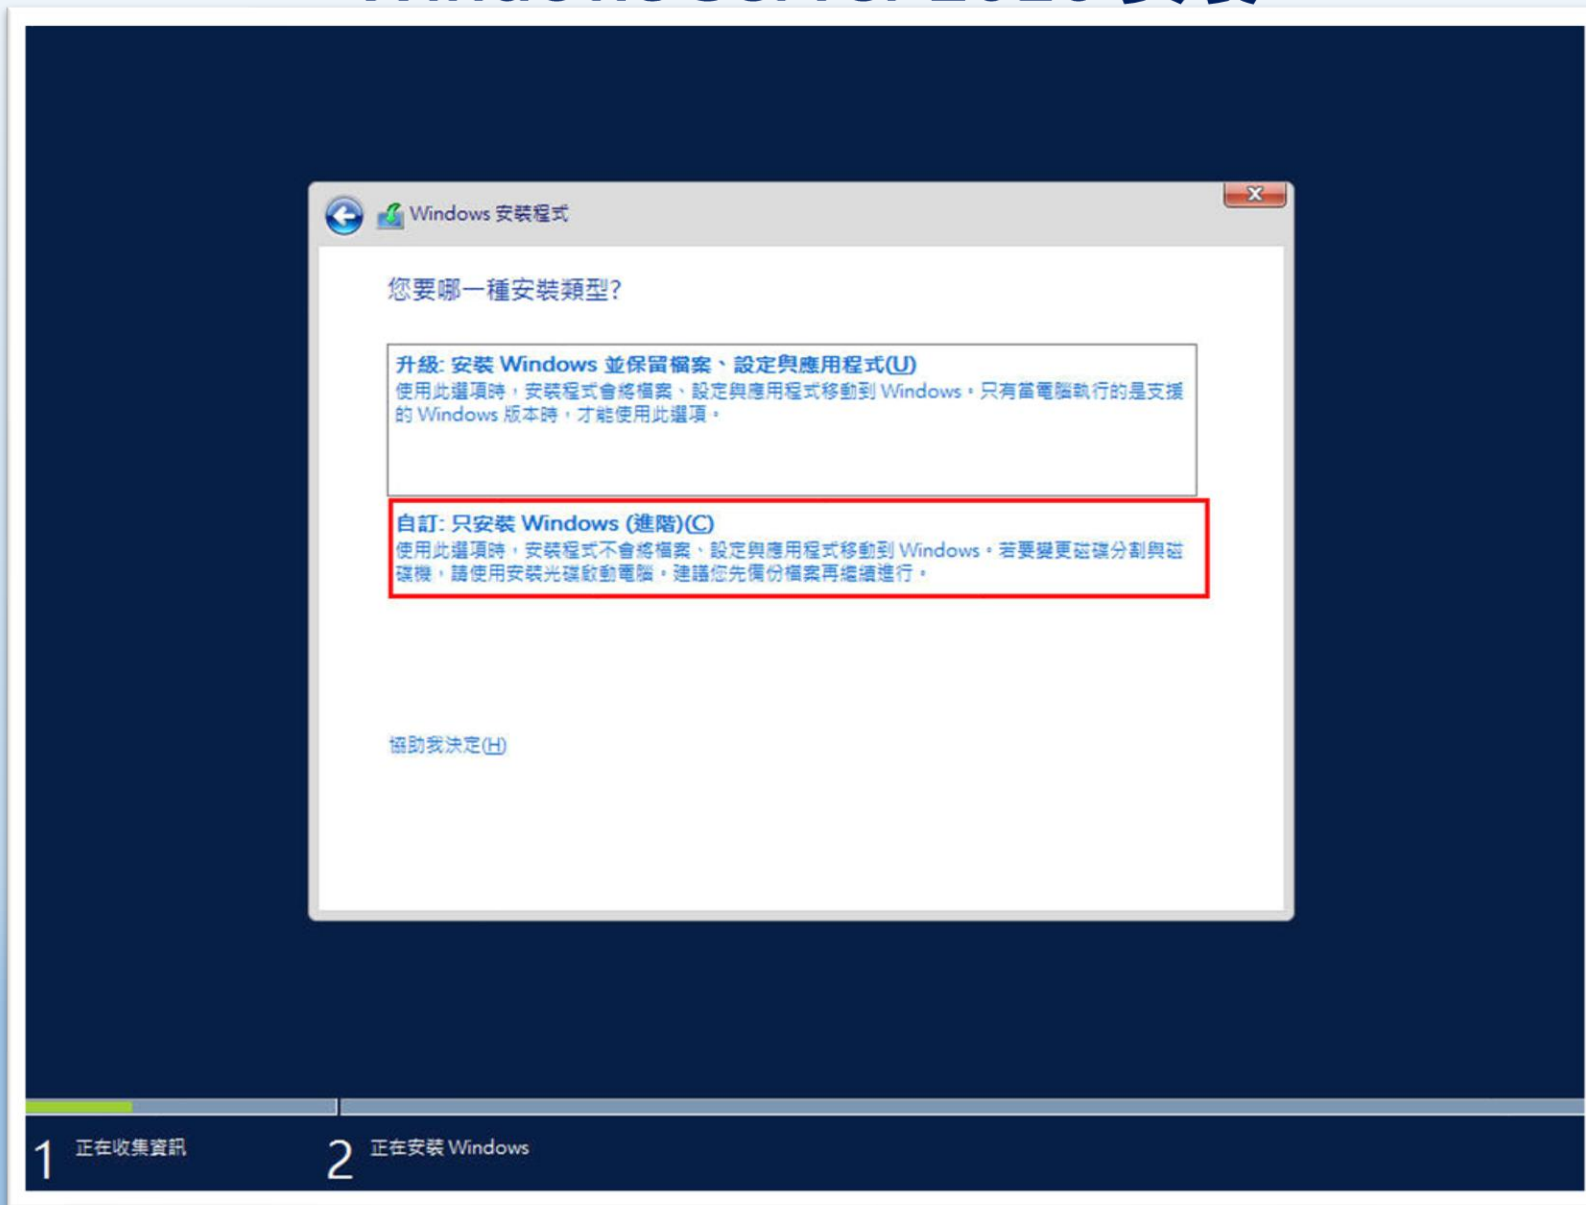 Windows 安裝程式
您要哪一種安裝類型?
升級: 安裝 Windows 並保留檔案、設定與應用程式(U)
使用此選項時，安裝程式會將檔案、設定與應用程式移動到 Windows。只有當電腦執行的是支援
的 Windows 版本時，才能使用此選項。
自訂: 只安裝 Windows (進階)(C)
使用此選項時，安裝程式不會將檔案、設定與應用程式移動到 Windows。若要變更磁碟分割與磁
碟機，請使用安裝光碟啟動電腦。建議您先備份檔案再繼續進行。
協助我決定(H)
1 正在收集資訊
2 正在安裝 Windows